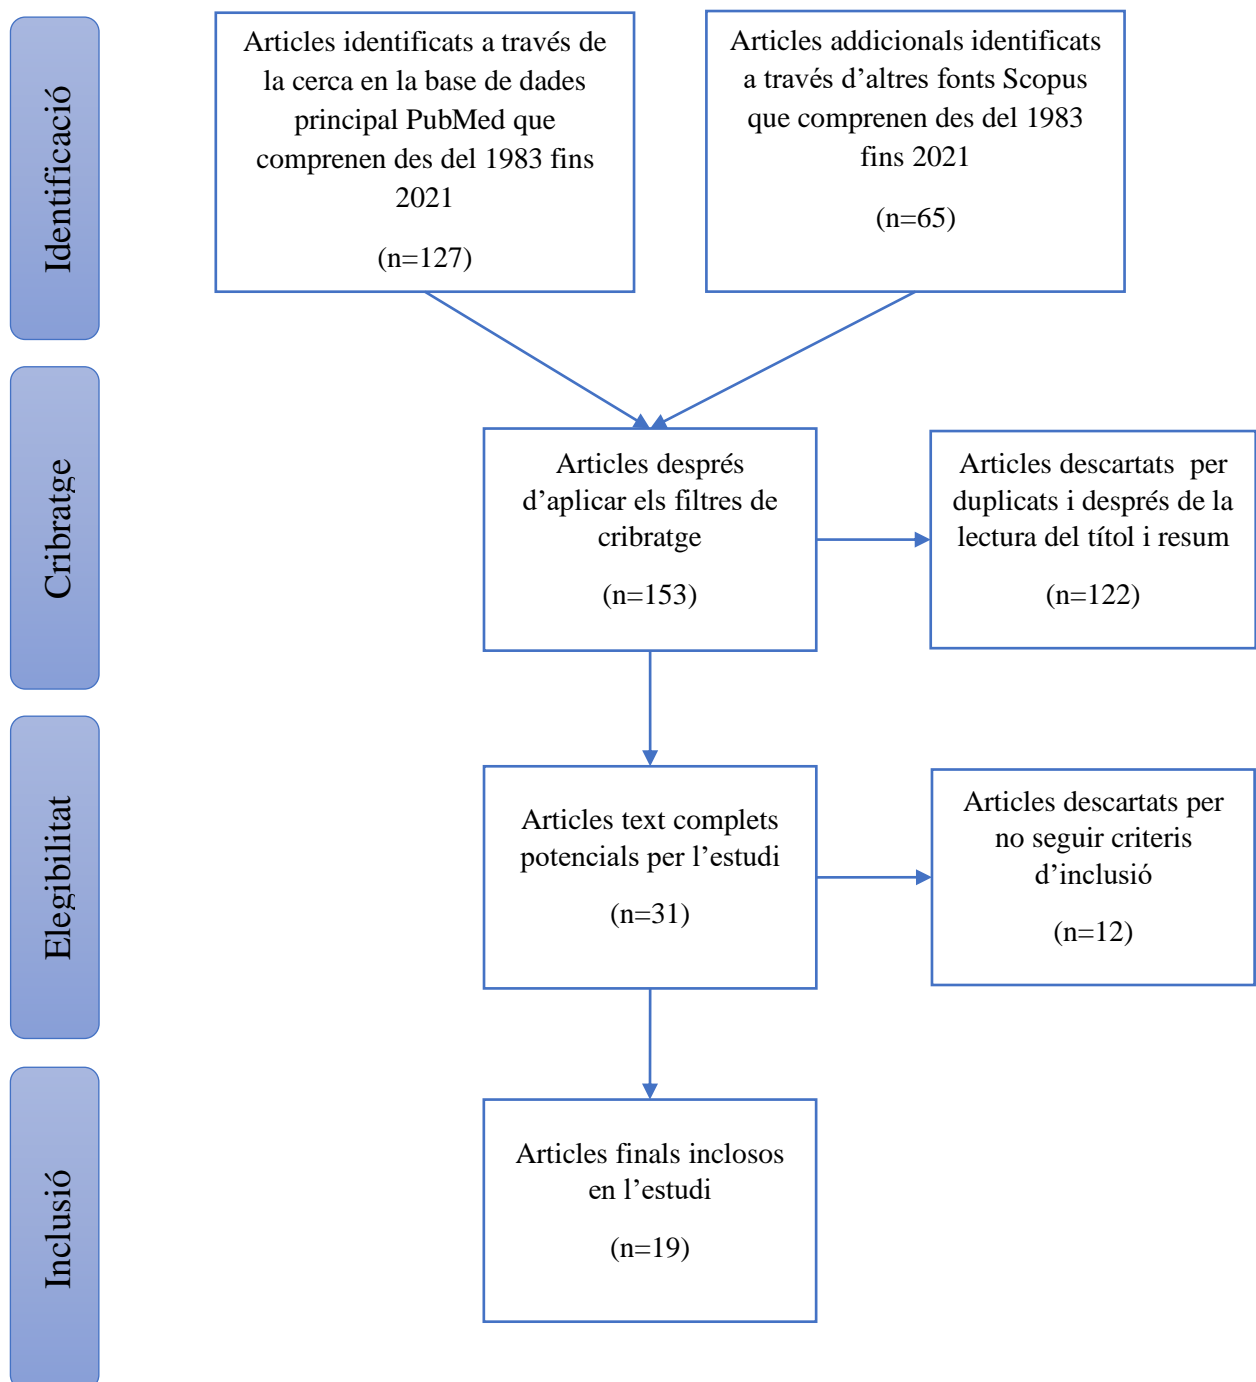 Identificació
Articles identificats a través de
la cerca en la base de dades
principal PubMed que
comprenen des del 1983 fins
2021
(n=127)
Articles addicionals identificats
a través d’altres fonts Scopus
que comprenen des del 1983
fins 2021
(n=65)
Cribratge
Articles després
d’aplicar els filtres de
cribratge
(n=153)
Articles descartats per
duplicats i després de la
lectura del títol i resum
(n=122)
Elegibilitat
Articles text complets
potencials per l’estudi
(n=31)
Articles descartats per
no seguir criteris
d’inclusió
(n=12)
Inclusió
Articles finals inclosos
en l’estudi
(n=19)